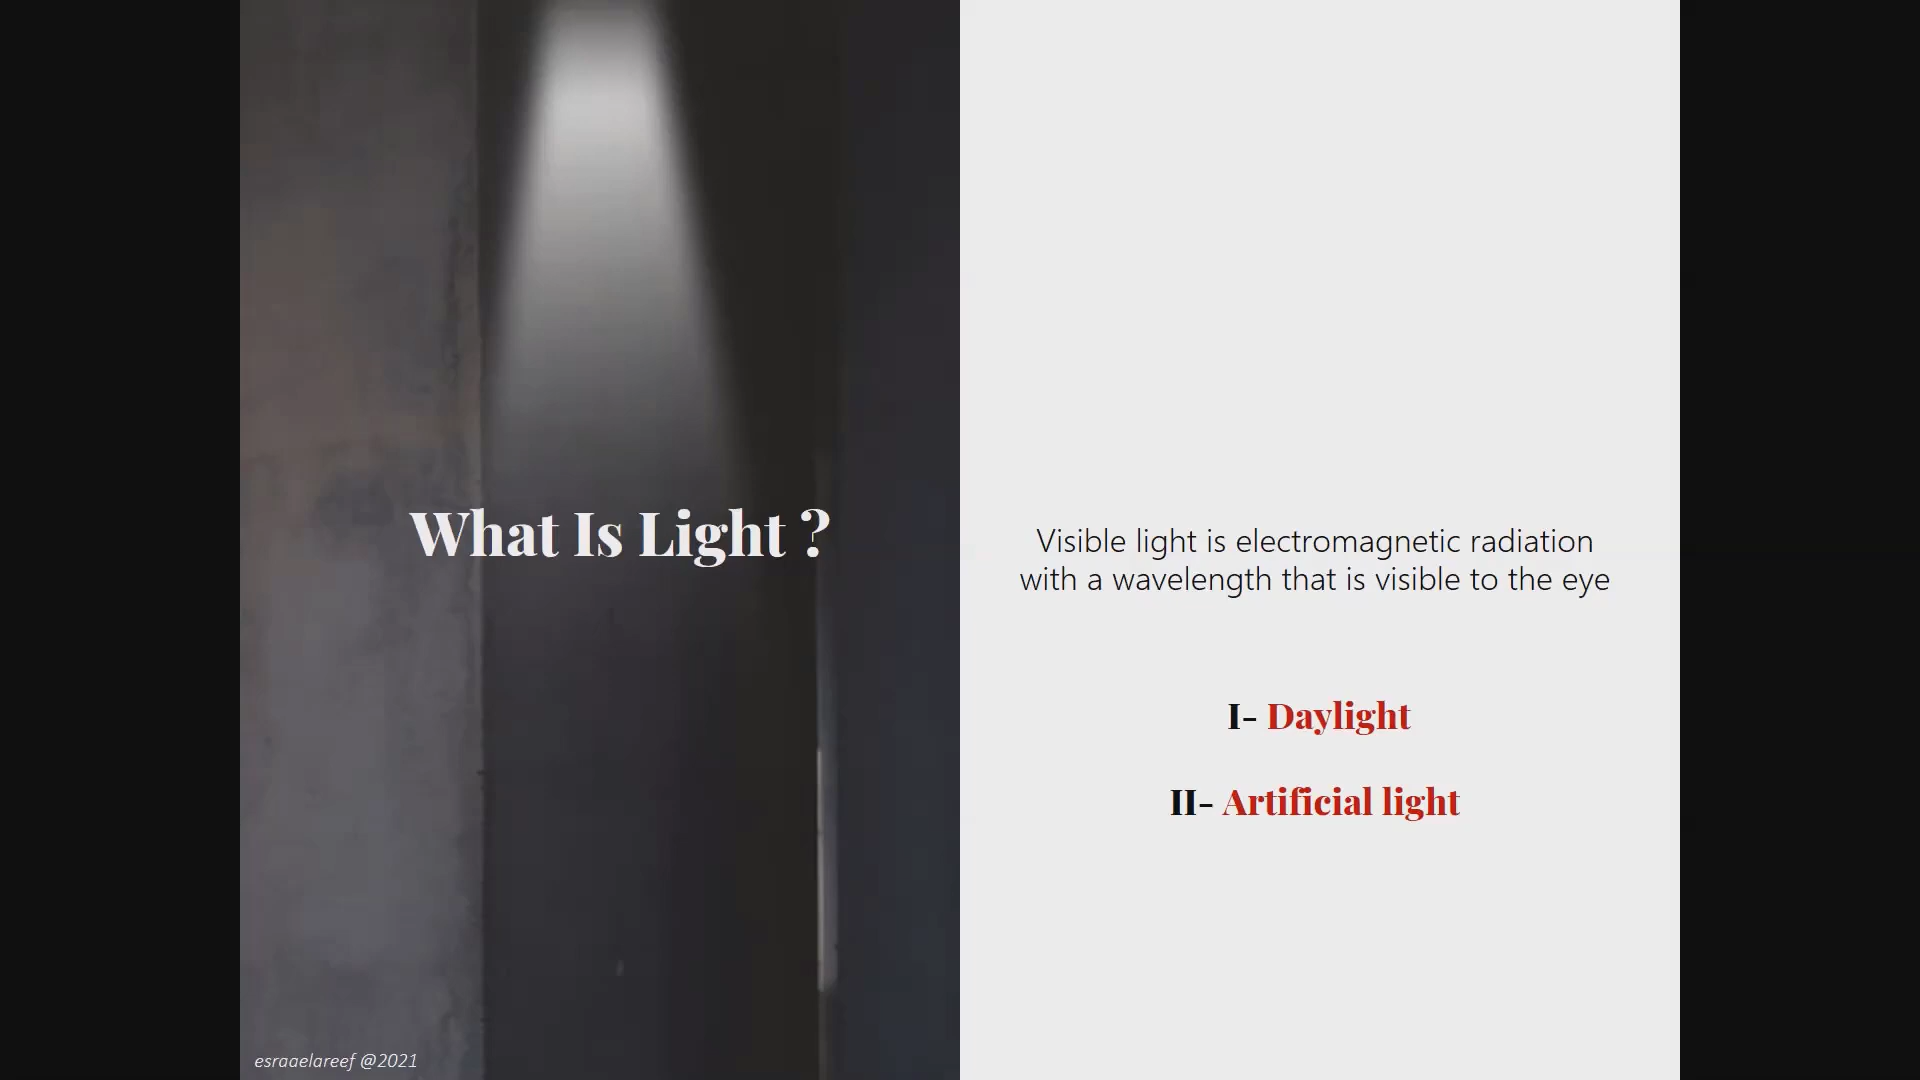 What Is Light ?
Visible light is electromagnetic radiation
with a wavelength that is visible to the eye
I- Daylight
II- Artificial light
esraaelareef @2021